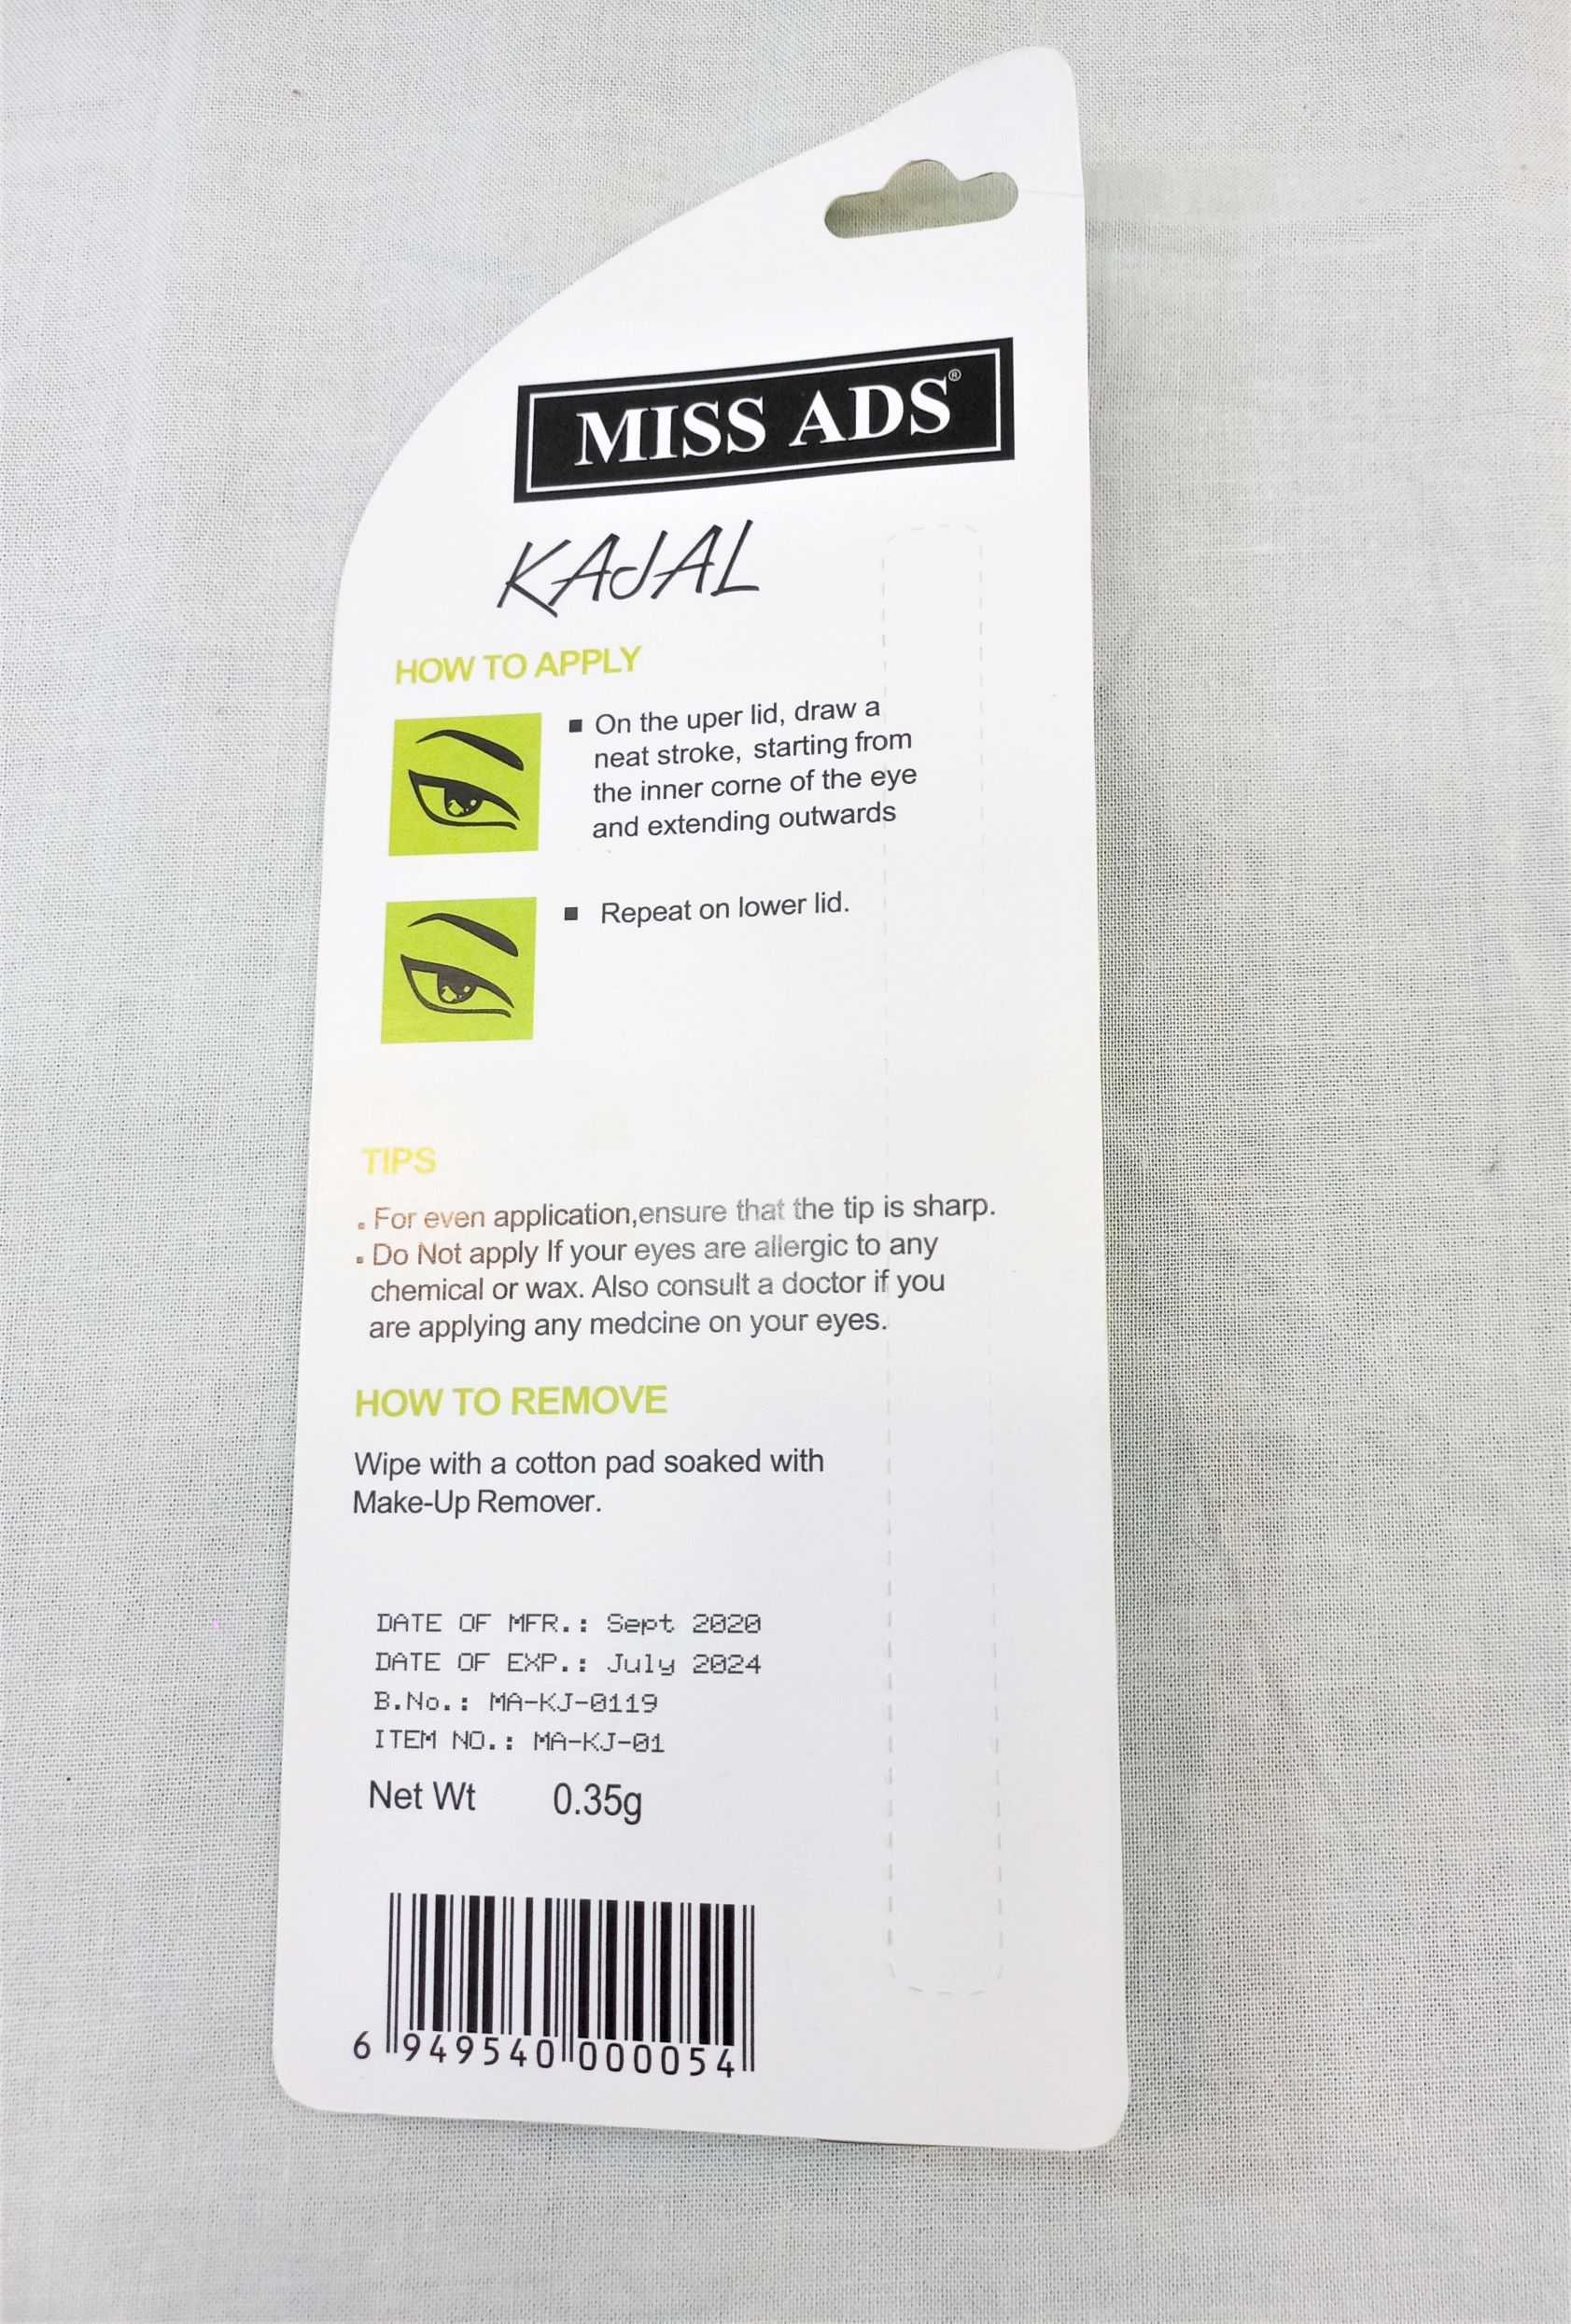 MISS ADS®
KAJAL
HOW TO APPLY
▪ On the uper lid, draw a
neat stroke, starting from
the inner corne of the eye
and extending outwards
▪ Repeat on lower lid.
TIPS
. For even application,ensure that the tip is sharp.
. Do Not apply If your eyes are allergic to any
chemical or wax. Also consult a doctor if you
are applying any medcine on your eyes.
HOW TO REMOVE
Wipe with a cotton pad soaked with
Make-Up Remover.
DATE OF MFR.: Sept 2020
DATE OF EXP.: July 2024
B.No.: MA-KJ-0119
ITEM NO.: MA-KJ-01
Net Wt 0.35g
6 949540 000054